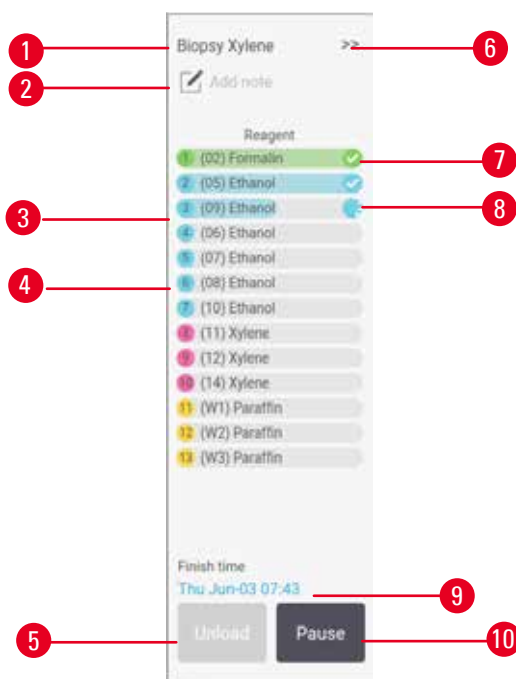 1 Biopsy Xylene >> 6
2 Add note
Reagent
1 (02) Formalin 7
2 (05) Ethanol
3 3 (09) Ethanol 8
4 (06) Ethanol
5 (07) Ethanol
4 6 (08) Ethanol
7 (10) Ethanol
8 (11) Xylene
9 (12) Xylene
10 (14) Xylene
11 (W1) Paraffin
12 (W2) Paraffin
13 (W3) Paraffin
Finish time
Thu Jun-03 07:43 9
5 Unload Pause 10